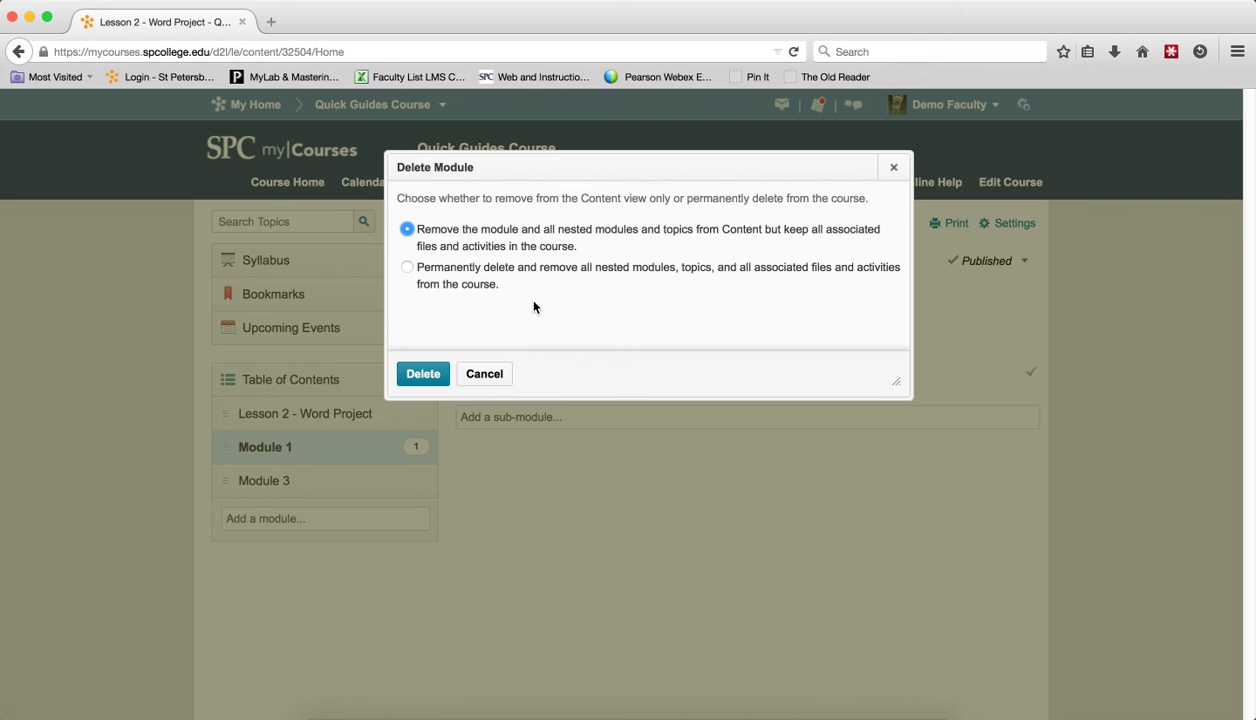 Lesson 2 - Word Project - Q...
https://mycourses.spcollege.edu/d2l/le/content/32504/Home
Search
Most Visited
Login - St Petersb...
MyLab & Masterin...
Faculty List LMS C...
SPC Web and Instructio...
Pearson Webex E...
Pin It
The Old Reader
My Home
Quick Guides Course
Demo Faculty
SPC my|Courses
Quick Guides Course
Course Home
Calenda
line Help
Edit Course
Delete Module
Choose whether to remove from the Content view only or permanently delete from the course.
Remove the module and all nested modules and topics from Content but keep all associated
files and activities in the course.
Permanently delete and remove all nested modules, topics, and all associated files and activities
from the course.
Delete
Cancel
Search Topics
Print
Settings
Syllabus
Published
Bookmarks
Upcoming Events
Table of Contents
Lesson 2 - Word Project
Add a sub-module...
Module 1
1
Module 3
Add a module...